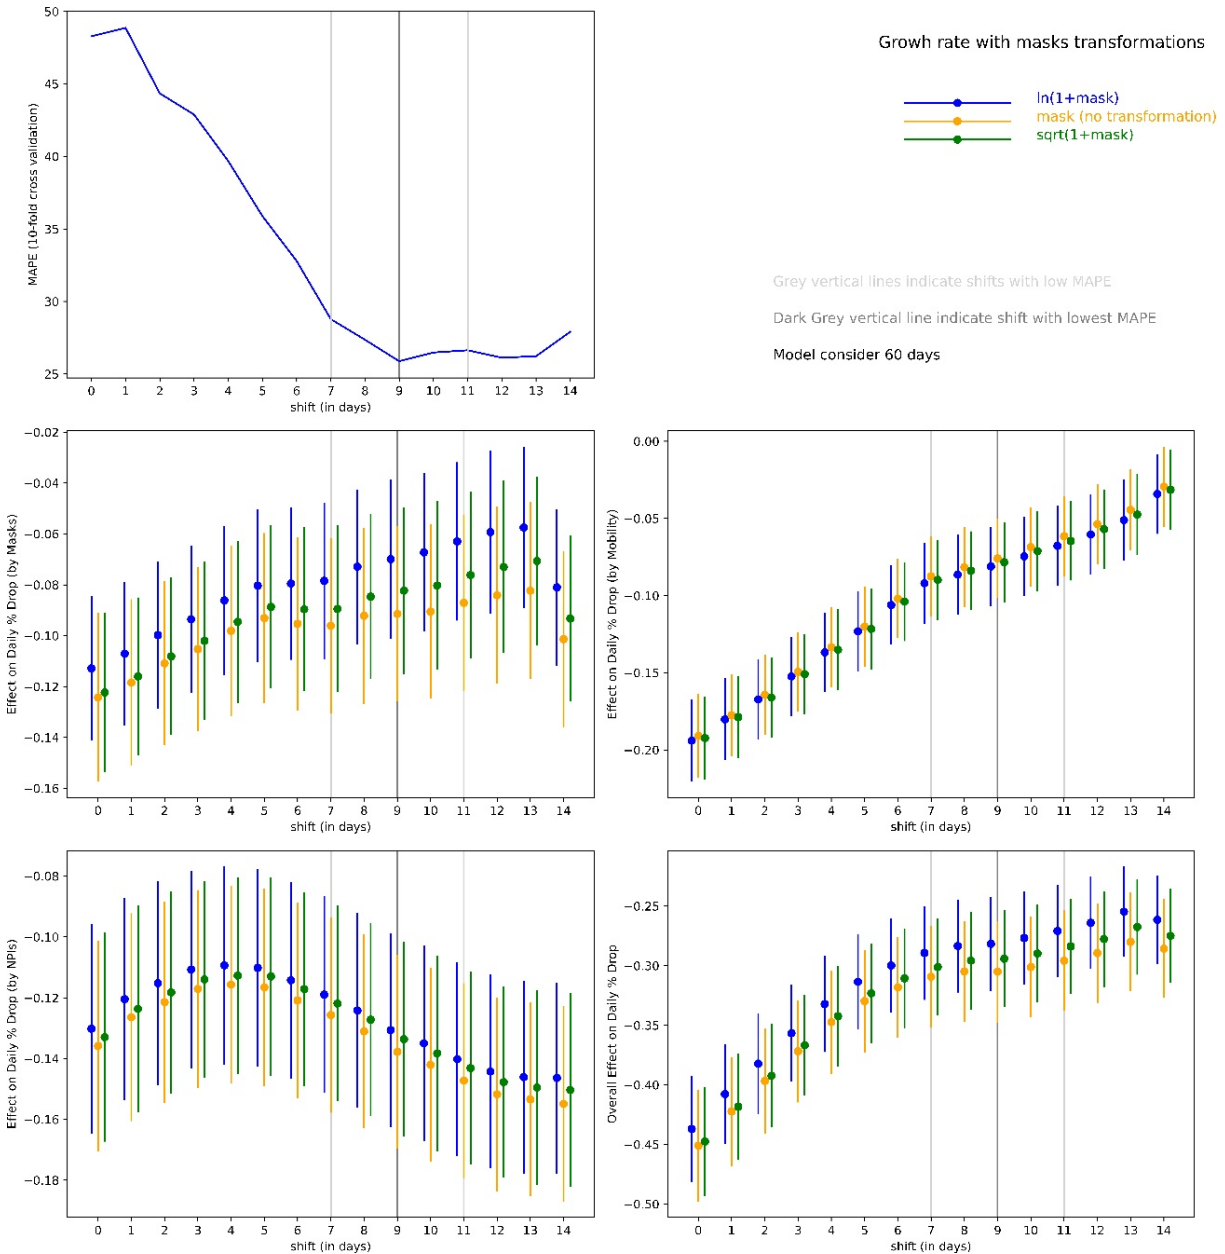 50
45
40
35
30
25
MAPE (10-fold cross validation)
0 1 2 3 4 5 6 7 8 9 10 11 12 13 14
shift (in days)
Growh rate with masks transformations
ln(1+mask)
mask (no transformation)
sqrt(1+mask)
Grey vertical lines indicate shifts with low MAPE
Dark Grey vertical line indicate shift with lowest MAPE
Model consider 60 days
−0.02
−0.04
−0.06
−0.08
−0.10
−0.12
−0.14
−0.16
Effect on Daily % Drop (by Masks)
0 1 2 3 4 5 6 7 8 9 10 11 12 13 14
shift (in days)
0.00
−0.05
−0.10
−0.15
−0.20
Effect on Daily % Drop (by Mobility)
0 1 2 3 4 5 6 7 8 9 10 11 12 13 14
shift (in days)
−0.08
−0.10
−0.12
−0.14
−0.16
−0.18
Effect on Daily % Drop (by NPIs)
0 1 2 3 4 5 6 7 8 9 10 11 12 13 14
shift (in days)
−0.25
−0.30
−0.35
−0.40
−0.45
−0.50
Overall Effect on Daily % Drop
0 1 2 3 4 5 6 7 8 9 10 11 12 13 14
shift (in days)